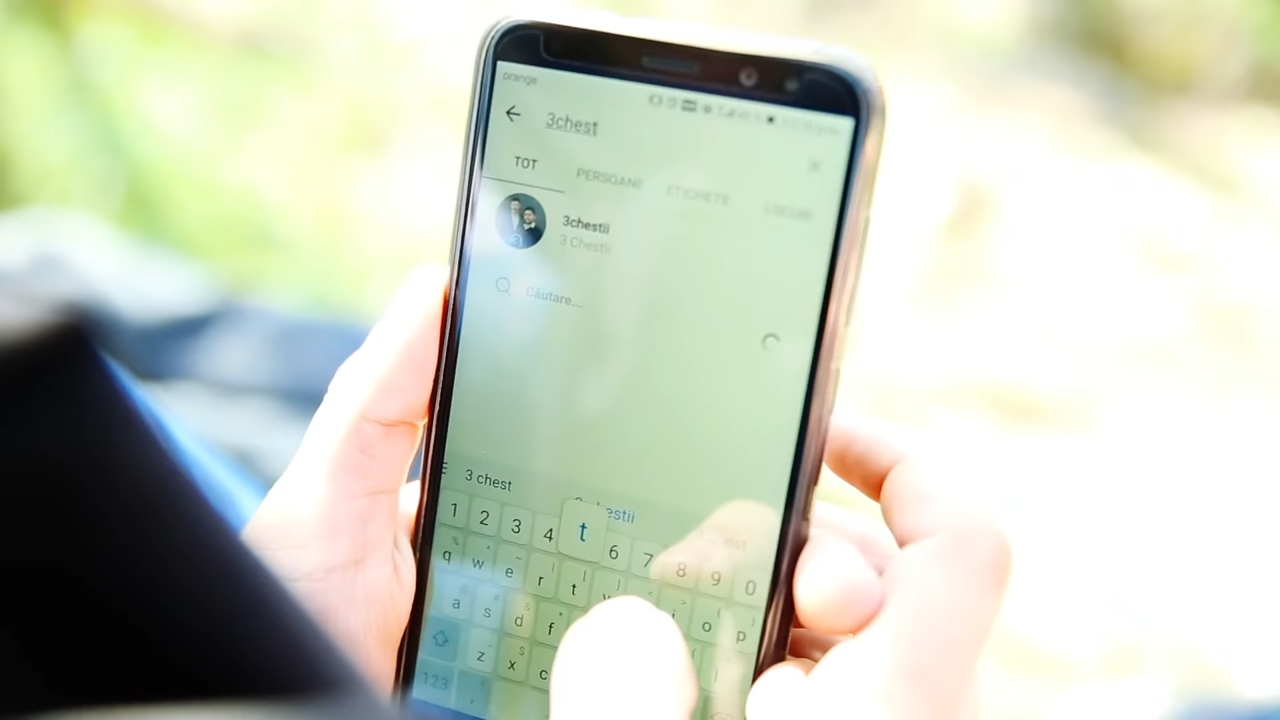 orange
3chest
TOT PERSOANE ETICHETE LOCURI
3chestii
3 Chestii
Căutare...
3 chest
t
1 2 3 4 6 7 8 9 0
q w e r t o p
a s d f
z x c
123